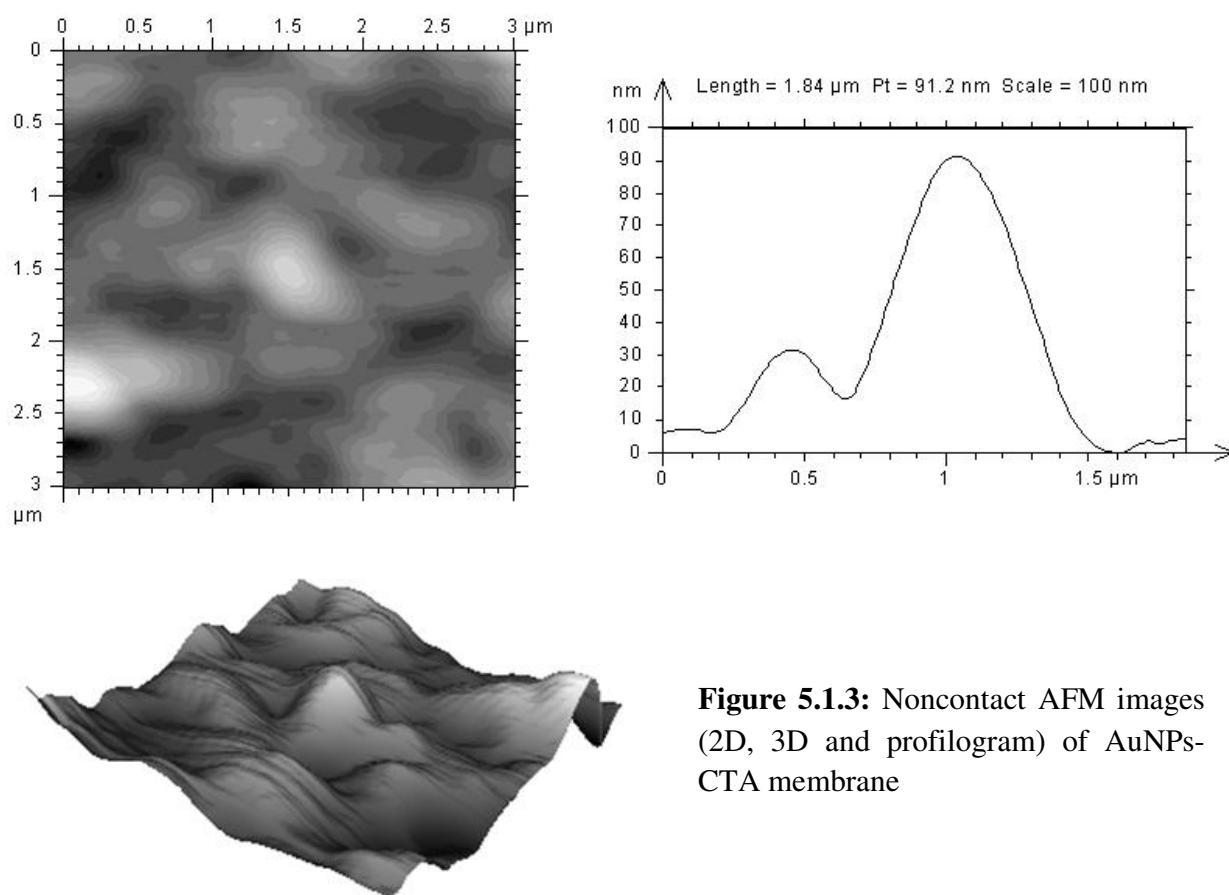 0 0.5 1 1.5 2 2.5 3 µm
0
0.5
1
1.5
2
2.5
3
µm
nm Length = 1.84 µm Pt = 91.2 nm Scale = 100 nm
100
90
80
70
60
50
40
30
20
10
0
0 0.5 1 1.5 µm
Figure 5.1.3: Noncontact AFM images
(2D, 3D and profilogram) of AuNPs-
CTA membrane